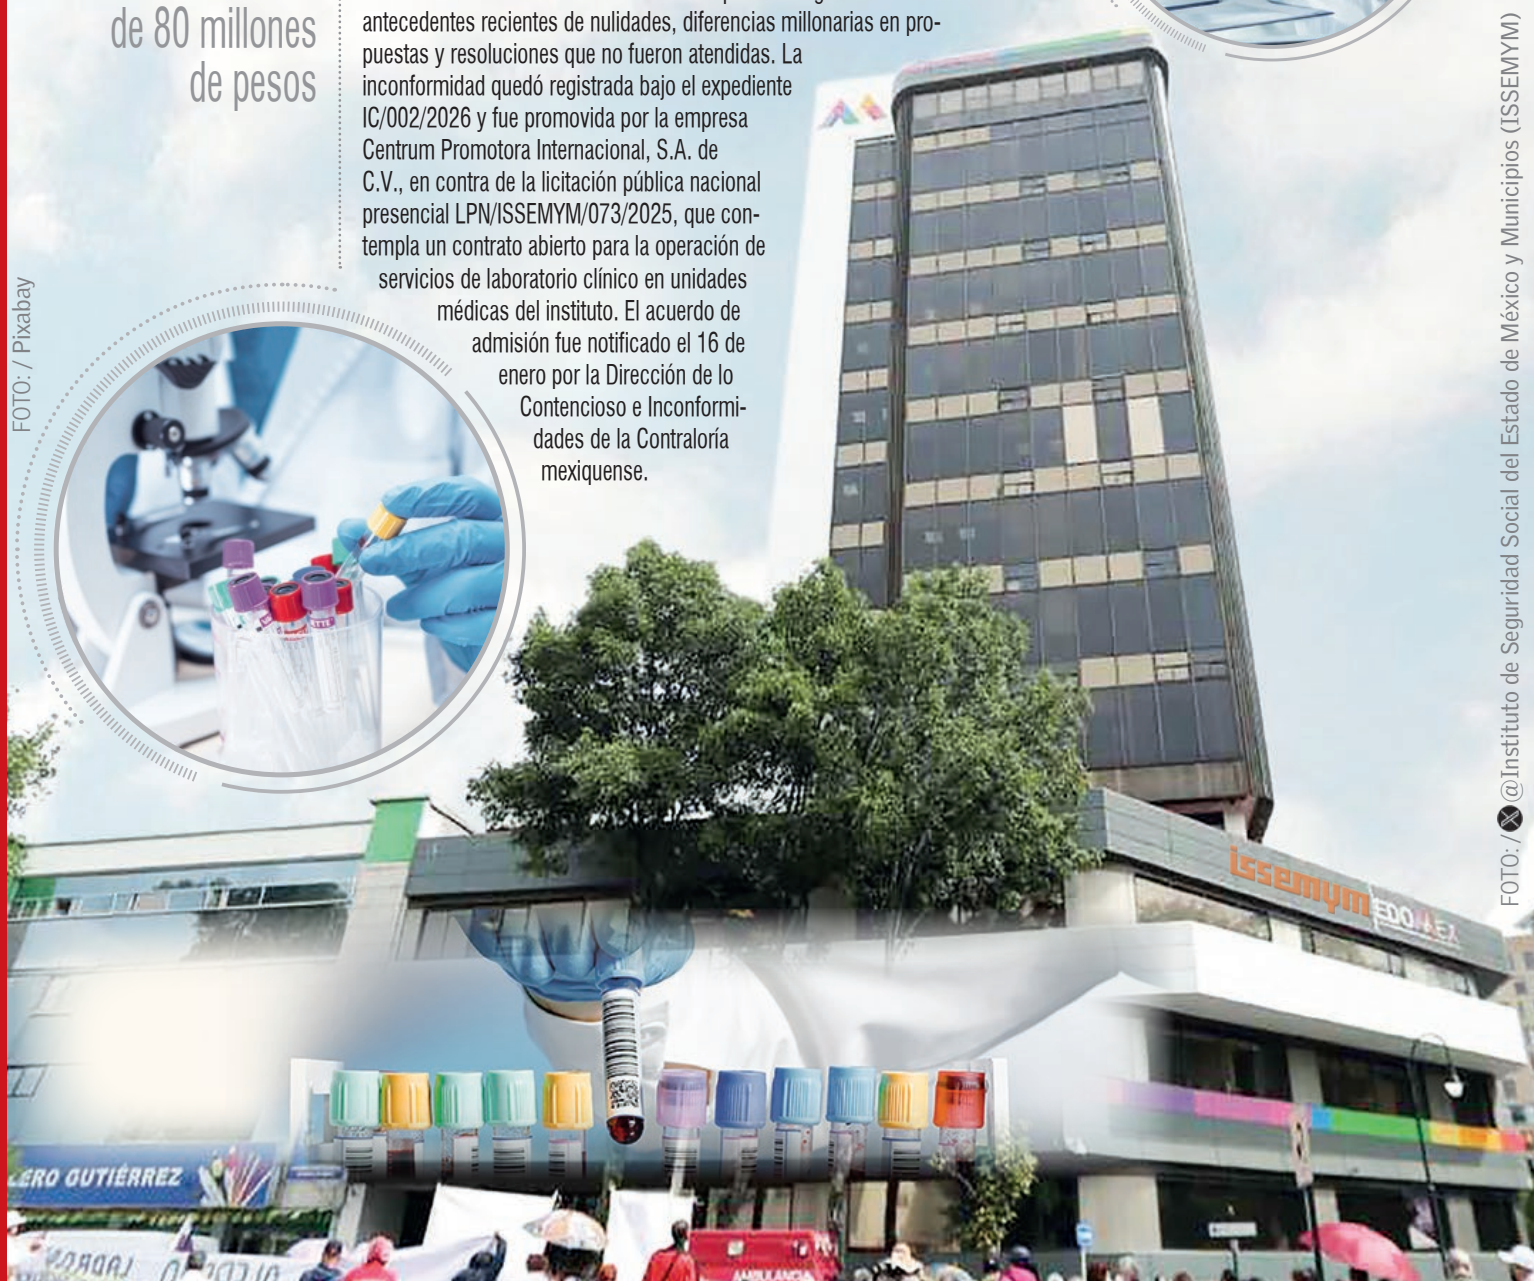 de 80 millones
de pesos
antecedentes recientes de nulidades, diferencias millonarias en pro-
puestas y resoluciones que no fueron atendidas. La
inconformidad quedó registrada bajo el expediente
IC/002/2026 y fue promovida por la empresa
Centrum Promotora Internacional, S.A. de
C.V., en contra de la licitación pública nacional
presencial LPN/ISSEMYM/073/2025, que con-
templa un contrato abierto para la operación de
servicios de laboratorio clínico en unidades
médicas del instituto. El acuerdo de
admisión fue notificado el 16 de
enero por la Dirección de lo
Contencioso e Inconformi-
dades de la Contraloría
mexiquense.
FOTO: / Pixabay
FOTO: / @Instituto de Seguridad Social del Estado de México y Municipios (ISSEMYM)
issemym
EDOMEX
LERO GUTIÉRREZ
AMBULANCIA